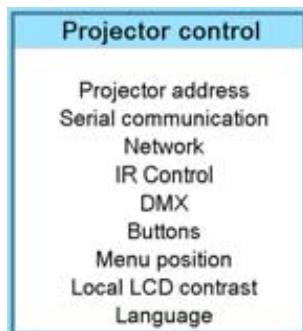 Projector control
Projector address
Serial communication
Network
IR Control
DMX
Buttons
Menu position
Local LCD contrast
Language